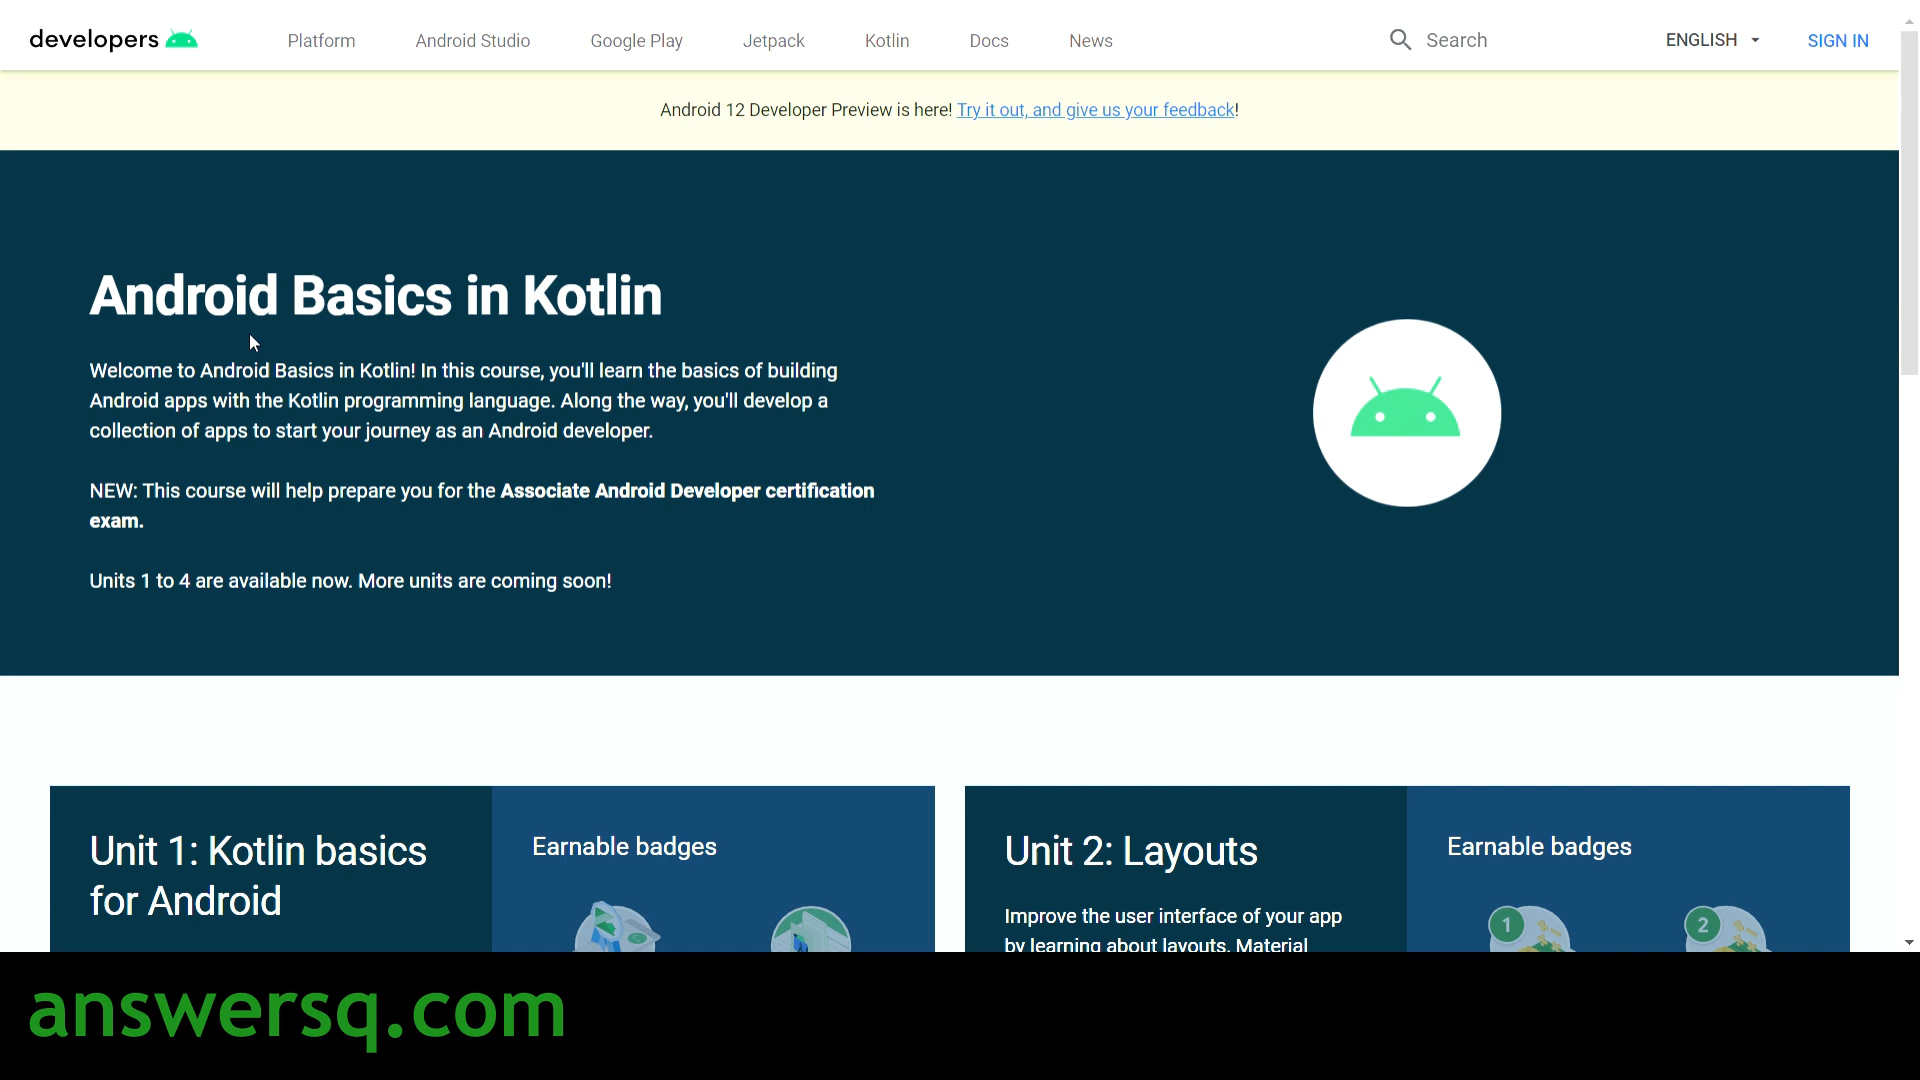 developers
Platform
Android Studio
Google Play
Jetpack
Kotlin
Docs
News
Search
ENGLISH
SIGN IN
Android 12 Developer Preview is here! Try it out, and give us your feedback!
Android Basics in Kotlin
Welcome to Android Basics in Kotlin! In this course, you'll learn the basics of building
Android apps with the Kotlin programming language. Along the way, you'll develop a
collection of apps to start your journey as an Android developer.
NEW: This course will help prepare you for the Associate Android Developer certification
exam.
Units 1 to 4 are available now. More units are coming soon!
Unit 1: Kotlin basics
for Android
Earnable badges
Unit 2: Layouts
Improve the user interface of your app
by learning about layouts, Material
Earnable badges
1
2
answersq.com